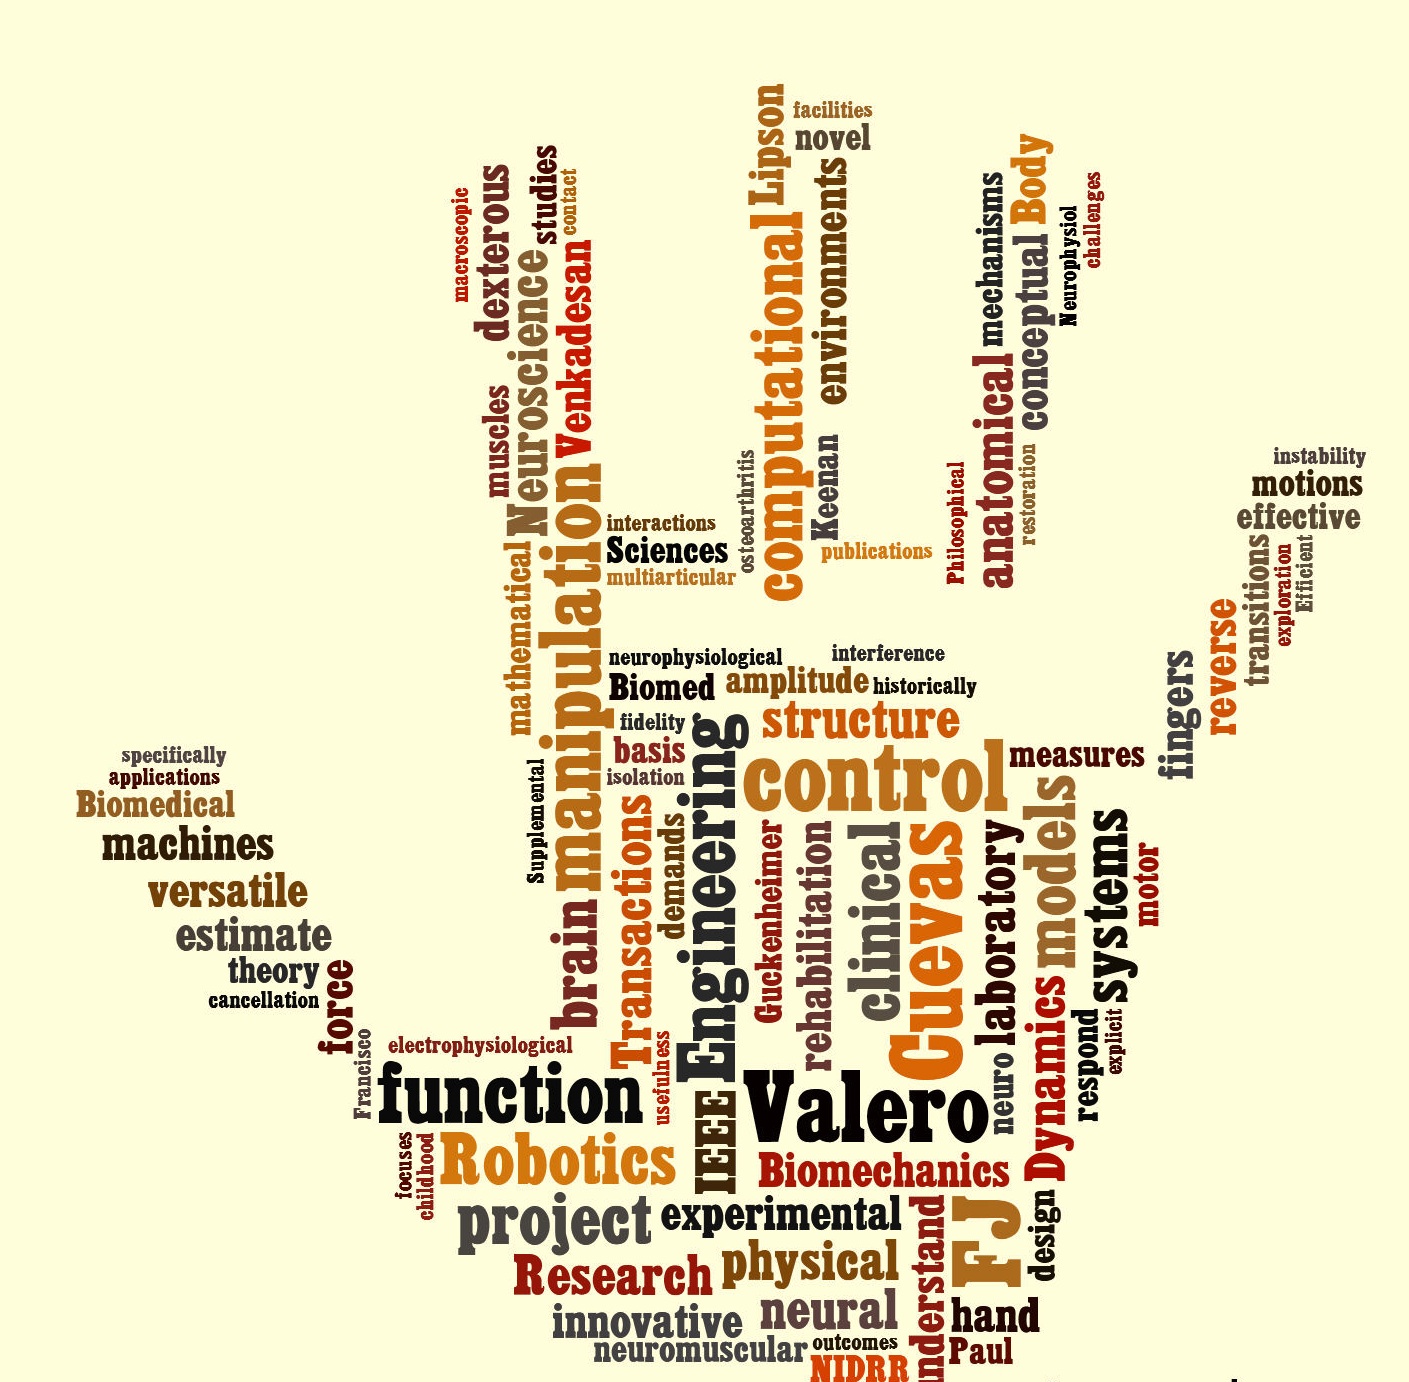 Lipson
facilities
novel
computational
environments
Keenan
osteoarthritis
publications
macroscopic
dexterous
studies
contact
Neuroscience
Venkadesan
muscles
mathematical
manipulation
interactions
Sciences
multiarticular
mechanisms
Body
conceptual
Neurophysiol
challenges
anatomical
Philosophical
restoration
instability
motions
effective
transitions
exploration
Efficient
reverse
fingers
neurophysiological
interference
Biomed
amplitude
historically
fidelity
structure
basis
isolation
control
measures
Supplemental
Transactions
demands
Engineering
Guckenheimer
rehabilitation
clinical
Cuevas
laboratory
models
systems
motor
specifically
applications
Biomedical
machines
versatile
estimate
theory
cancellation
force
brain
Francisco
electrophysiological
function
usefulness
IEEE
Valero
neuro
Dynamics
respond
explicit
focuses
childhood
Robotics
Biomechanics
project
experimental
understand
FJ
design
Research
physical
innovative
neural
hand
neuromuscular
outcomes
Paul
NIDRR